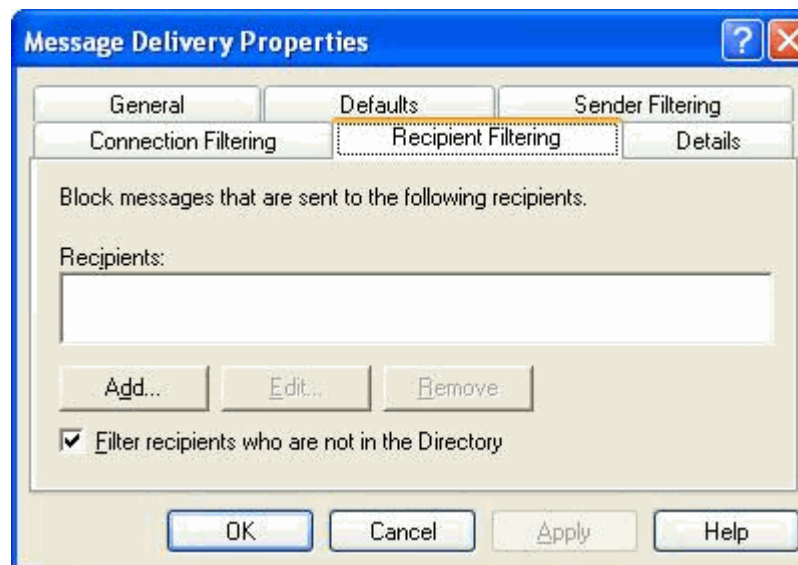 Message Delivery Properties
General Defaults Sender Filtering
Connection Filtering Recipient Filtering Details
Block messages that are sent to the following recipients.
Recipients:
Add... Edit... Remove
Filter recipients who are not in the Directory
OK Cancel Apply Help